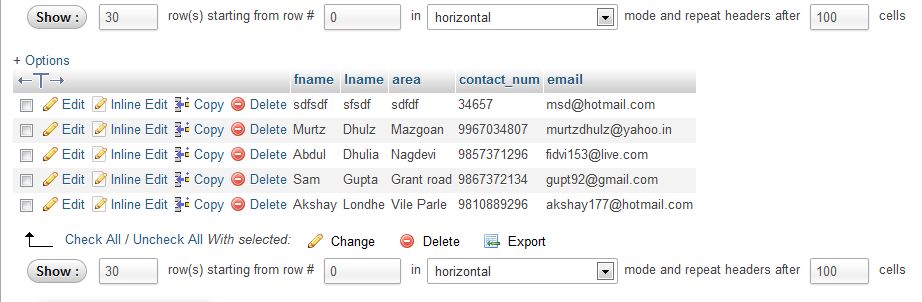 Show : 30 row(s) starting from row # 0 in horizontal mode and repeat headers after 100 cells
+ Options
←T→ fname lname area contact_num email
Edit Inline Edit Copy Delete sdfsdf sfsdf sdfdf 34657 msd@hotmail.com
Edit Inline Edit Copy Delete Murtz Dhulz Mazgoan 9967034807 murtzdhulz@yahoo.in
Edit Inline Edit Copy Delete Abdul Dhulia Nagdevi 9857371296 fidvi153@live.com
Edit Inline Edit Copy Delete Sam Gupta Grant road 9867372134 gupt92@gmail.com
Edit Inline Edit Copy Delete Akshay Londhe Vile Parle 9810889296 akshay177@hotmail.com
Check All / Uncheck All With selected: Change Delete Export
Show : 30 row(s) starting from row # 0 in horizontal mode and repeat headers after 100 cells